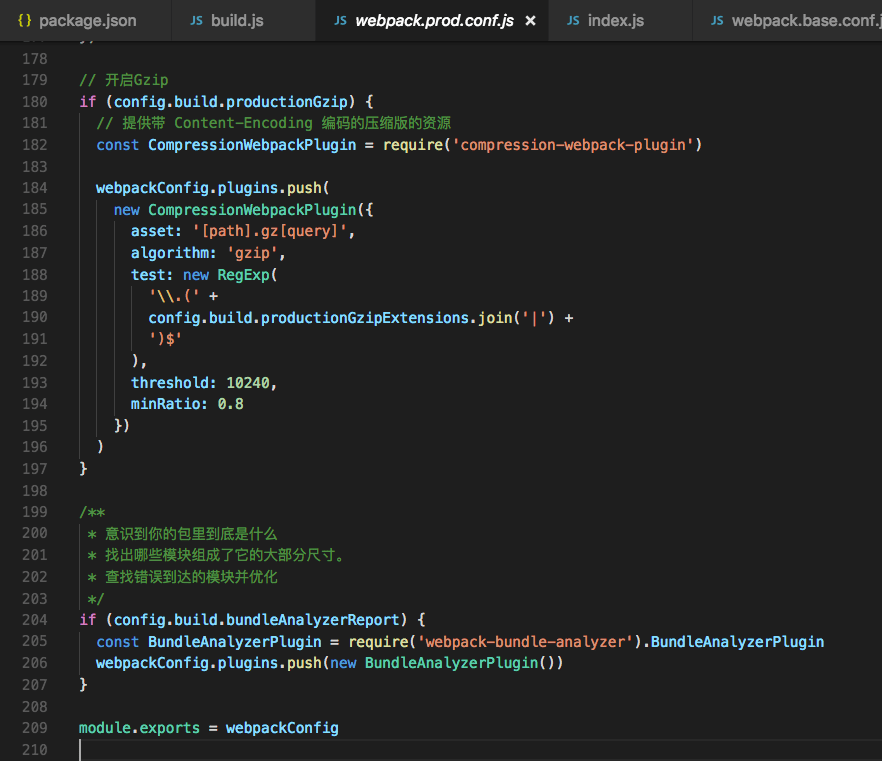 {} package.json JS build.js JS webpack.prod.conf.js × JS index.js JS webpack.base.conf.j
178
179 // 开启Gzip
180 if (config.build.productionGzip) {
181 // 提供带 Content-Encoding 编码的压缩版的资源
182 const CompressionWebpackPlugin = require('compression-webpack-plugin')
183
184 webpackConfig.plugins.push(
185 new CompressionWebpackPlugin({
186 asset: '[path].gz[query]',
187 algorithm: 'gzip',
188 test: new RegExp(
189 '\\.(' +
190 config.build.productionGzipExtensions.join('|') +
191 ')$'
192 ),
193 threshold: 10240,
194 minRatio: 0.8
195 })
196 )
197 }
198
199 /**
200 * 意识到你的包里到底是什么
201 * 找出哪些模块组成了它的大部分尺寸。
202 * 查找错误到达的模块并优化
203 */
204 if (config.build.bundleAnalyzerReport) {
205 const BundleAnalyzerPlugin = require('webpack-bundle-analyzer').BundleAnalyzerPlugin
206 webpackConfig.plugins.push(new BundleAnalyzerPlugin())
207 }
208
209 module.exports = webpackConfig
210